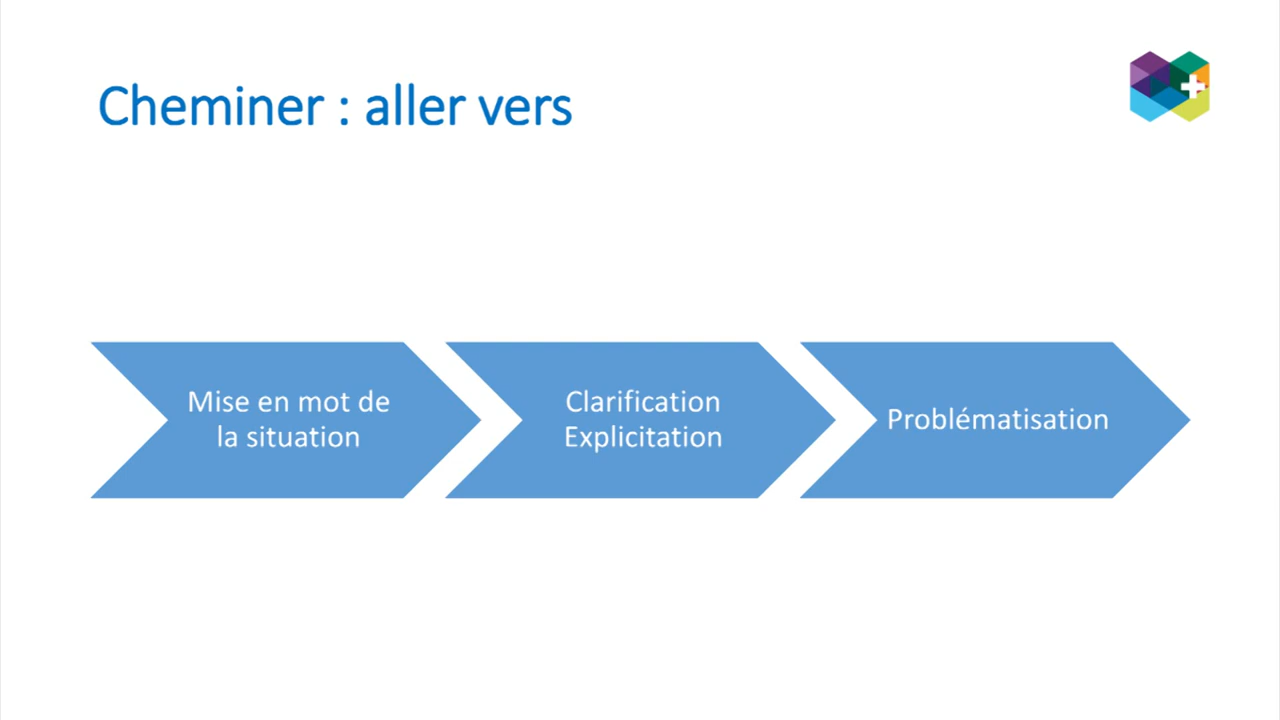 Cheminer : aller vers
Mise en mot de
la situation
Clarification
Explicitation
Problématisation